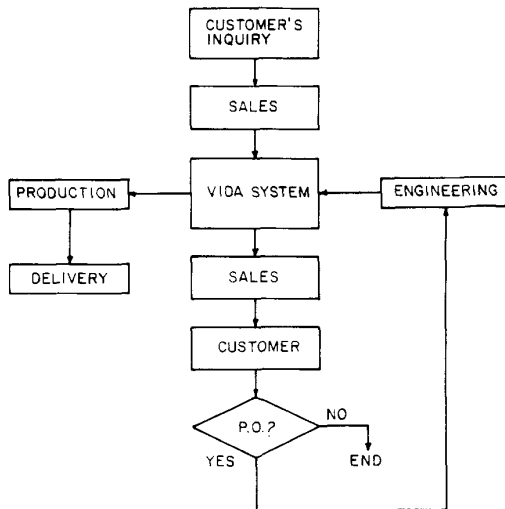 CUSTOMER'S
INQUIRY
SALES
PRODUCTION
VIDA SYSTEM
ENGINEERING
DELIVERY
SALES
CUSTOMER
P.O.?
NO
YES
END